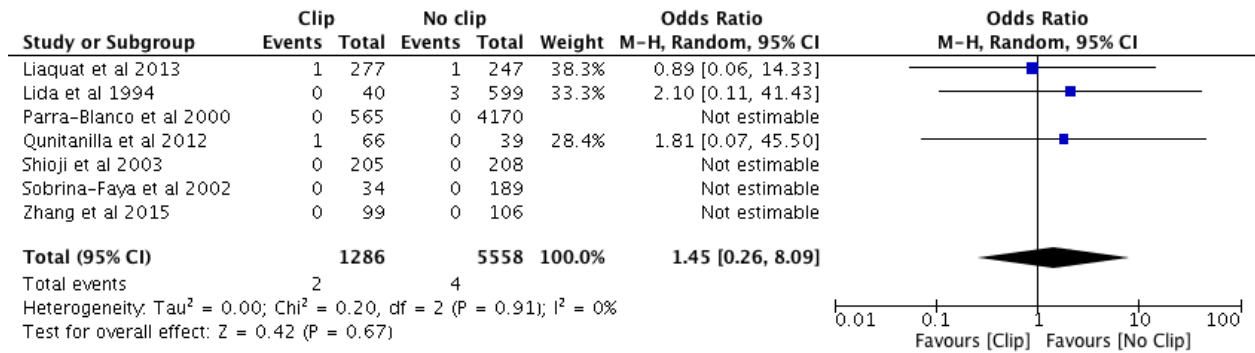 Clip No clip Odds Ratio Odds Ratio
Study or Subgroup Events Total Events Total Weight M-H, Random, 95% CI M-H, Random, 95% CI
Liaquat et al 2013 1 277 1 247 38.3% 0.89 [0.06, 14.33]
Lida et al 1994 0 40 3 599 33.3% 2.10 [0.11, 41.43]
Parra-Blanco et al 2000 0 565 0 4170 Not estimable
Qunitanilla et al 2012 1 66 0 39 28.4% 1.81 [0.07, 45.50]
Shioji et al 2003 0 205 0 208 Not estimable
Sobrina-Faya et al 2002 0 34 0 189 Not estimable
Zhang et al 2015 0 99 0 106 Not estimable
Total (95% CI) 1286 5558 100.0% 1.45 [0.26, 8.09]
Total events 2 4
Heterogeneity: Tau² = 0.00; Chi² = 0.20, df = 2 (P = 0.91); I² = 0%
Test for overall effect: Z = 0.42 (P = 0.67)
0.01 0.1 1 10 100
Favours [Clip] Favours [No Clip]